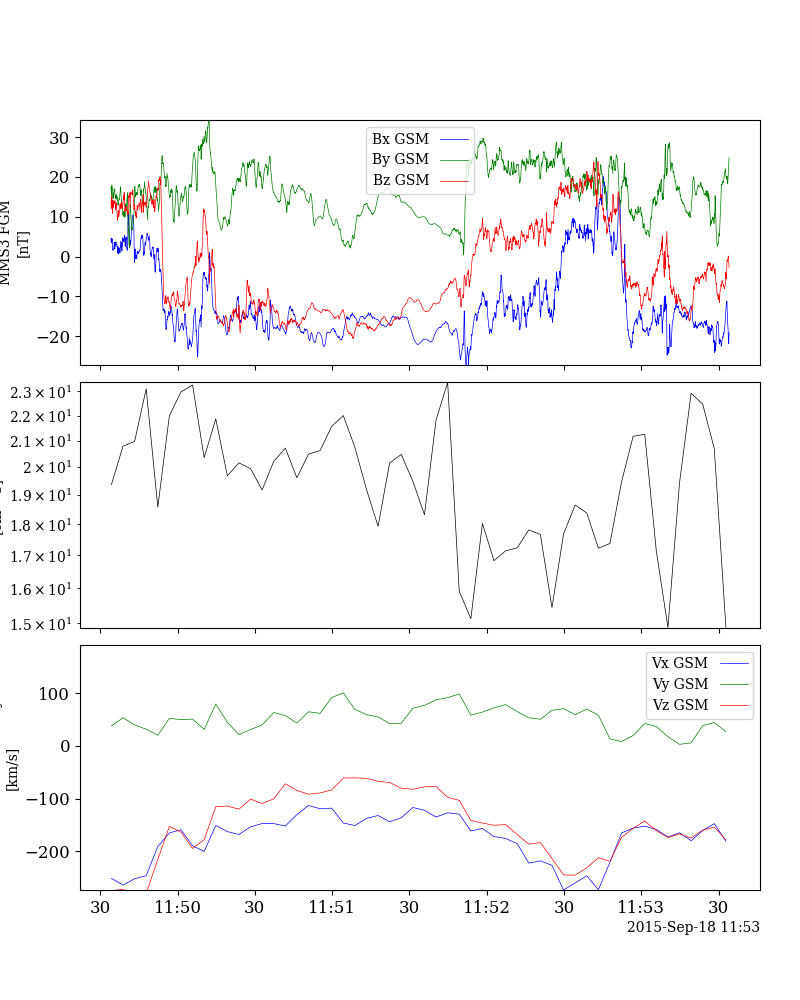 30
20
10
0
−10
−20
MMS3 FGM
[nT]
Bx GSM
By GSM
Bz GSM
2.3 × 10¹
2.2 × 10¹
2.1 × 10¹
2 × 10¹
1.9 × 10¹
1.8 × 10¹
1.7 × 10¹
1.6 × 10¹
1.5 × 10¹
100
0
−100
−200
[km/s]
Vx GSM
Vy GSM
Vz GSM
30 11:50 30 11:51 30 11:52 30 11:53 30
2015-Sep-18 11:53